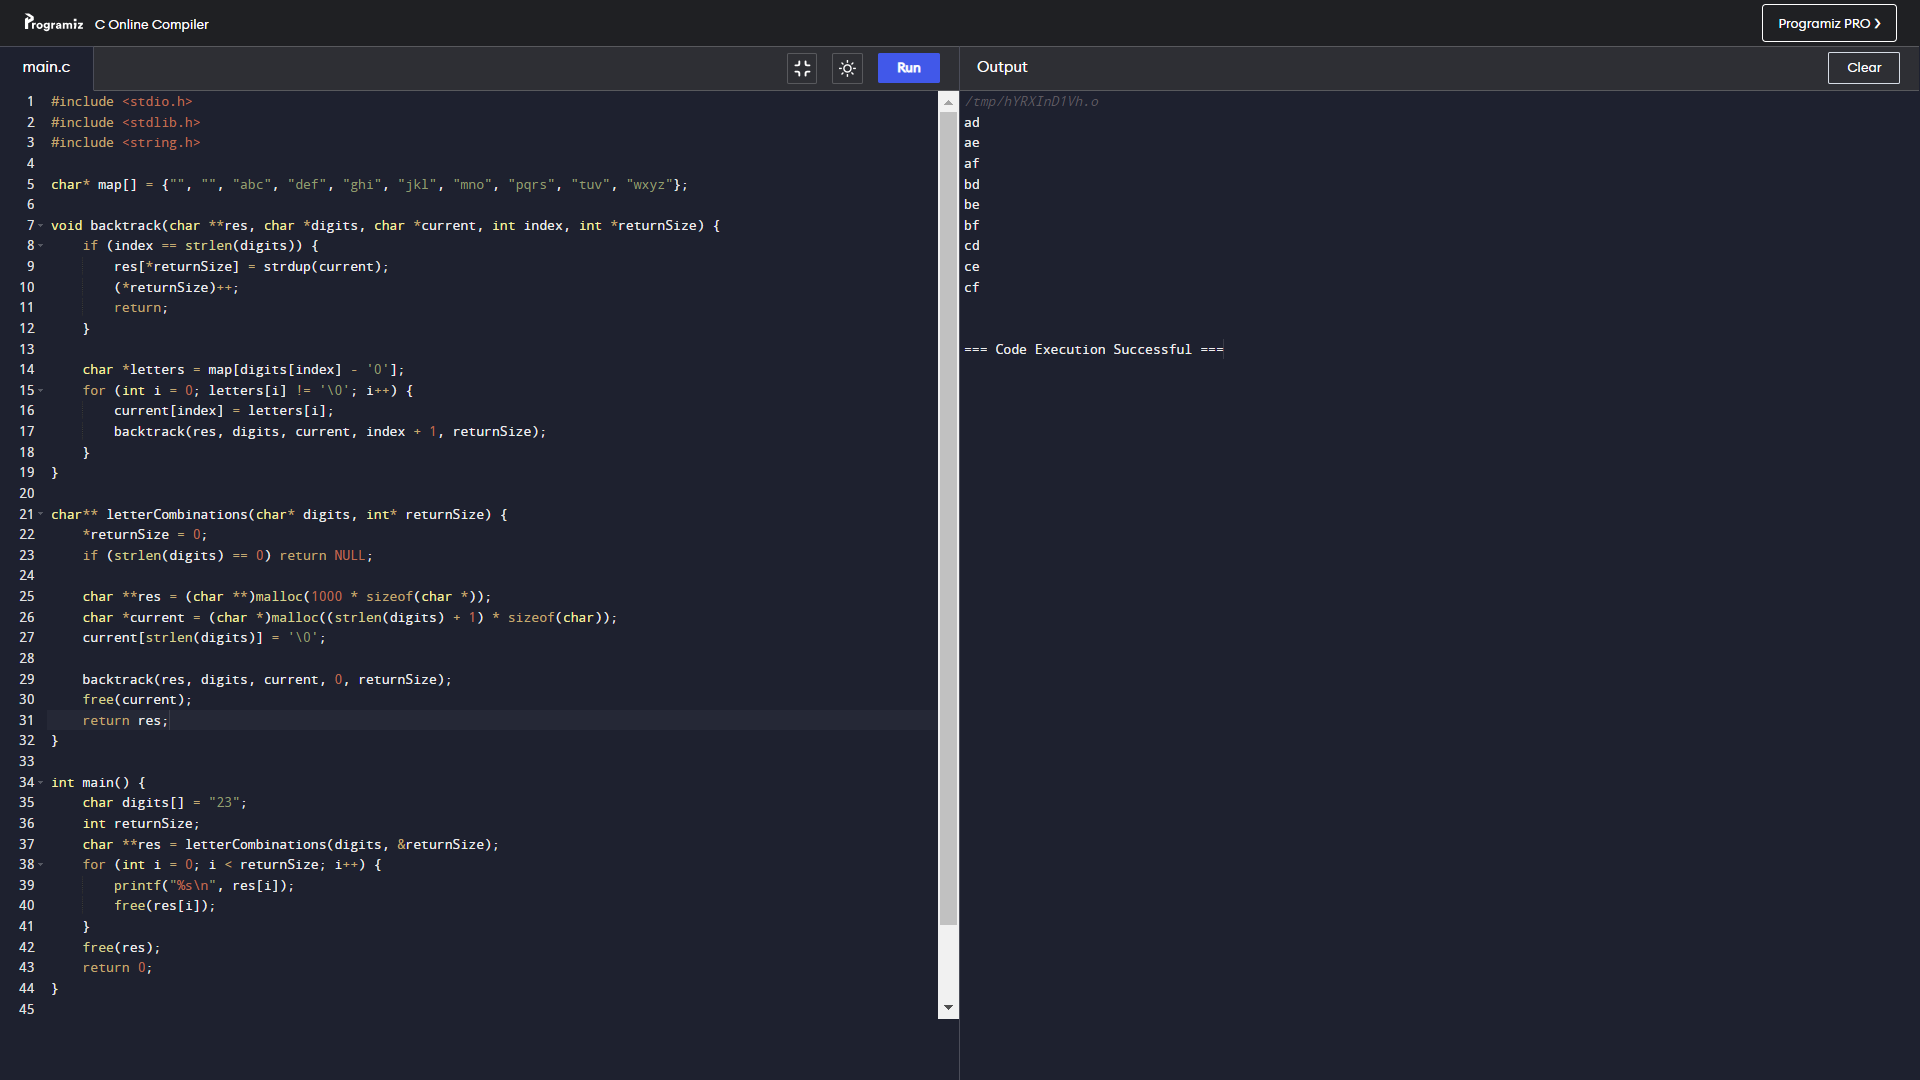 Programiz C Online Compiler
Programiz PRO
main.c
Run
Output
Clear
1 #include <stdio.h>
2 #include <stdlib.h>
3 #include <string.h>
4
5 char* map[] = {"", "", "abc", "def", "ghi", "jkl", "mno", "pqrs", "tuv", "wxyz"};
6
7 void backtrack(char **res, char *digits, char *current, int index, int *returnSize) {
8     if (index == strlen(digits)) {
9         res[*returnSize] = strdup(current);
10         (*returnSize)++;
11         return;
12     }
13
14     char *letters = map[digits[index] - '0'];
15     for (int i = 0; letters[i] != '\0'; i++) {
16         current[index] = letters[i];
17         backtrack(res, digits, current, index + 1, returnSize);
18     }
19 }
20
21 char** letterCombinations(char* digits, int* returnSize) {
22     *returnSize = 0;
23     if (strlen(digits) == 0) return NULL;
24
25     char **res = (char **)malloc(1000 * sizeof(char *));
26     char *current = (char *)malloc((strlen(digits) + 1) * sizeof(char));
27     current[strlen(digits)] = '\0';
28
29     backtrack(res, digits, current, 0, returnSize);
30     free(current);
31     return res;
32 }
33
34 int main() {
35     char digits[] = "23";
36     int returnSize;
37     char **res = letterCombinations(digits, &returnSize);
38     for (int i = 0; i < returnSize; i++) {
39         printf("%s\n", res[i]);
40         free(res[i]);
41     }
42     free(res);
43     return 0;
44 }
45
/tmp/hYRXInD1Vh.o
ad
ae
af
bd
be
bf
cd
ce
cf
=== Code Execution Successful ===